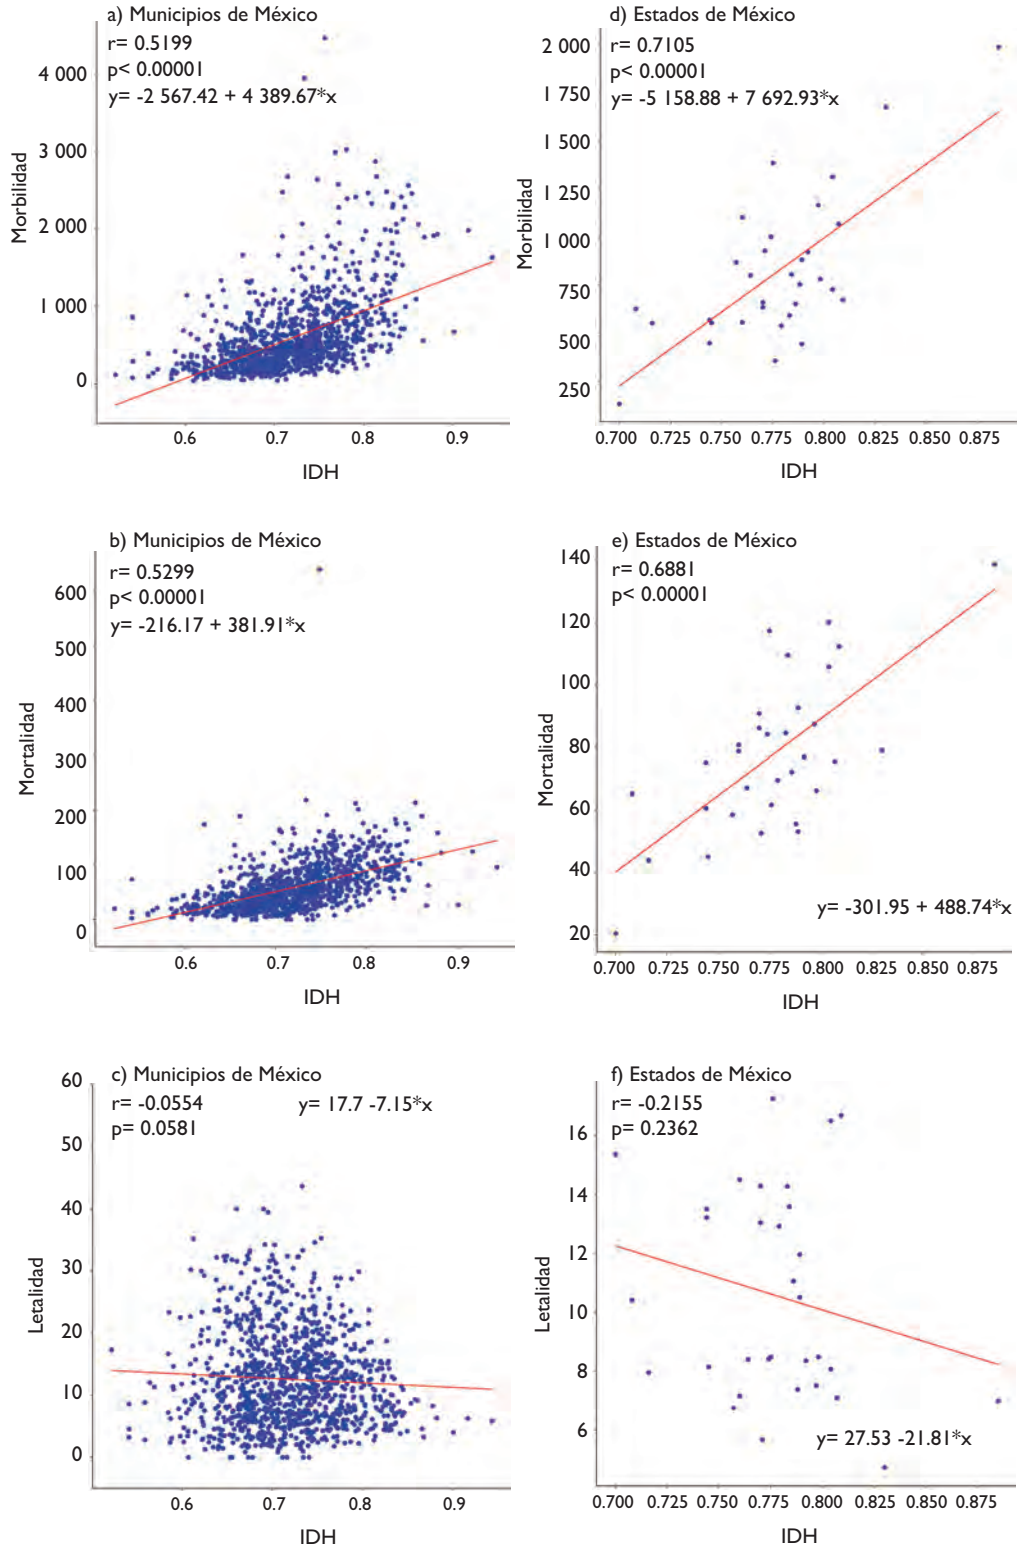 a) Municipios de México
r= 0.5199
p< 0.00001
y= -2 567.42 + 4 389.67*x
4 000
3 000
2 000
1 000
0
Morbilidad
0.6 0.7 0.8 0.9
IDH
d) Estados de México
r= 0.7105
p< 0.00001
y= -5 158.88 + 7 692.93*x
2 000
1 750
1 500
1 250
1 000
750
500
250
Morbilidad
0.700 0.725 0.750 0.775 0.800 0.825 0.850 0.875
IDH
b) Municipios de México
r= 0.5299
p< 0.00001
y= -216.17 + 381.91*x
600
500
400
300
200
100
0
Mortalidad
0.6 0.7 0.8 0.9
IDH
e) Estados de México
r= 0.6881
p< 0.00001
y= -301.95 + 488.74*x
140
120
100
80
60
40
20
Mortalidad
0.700 0.725 0.750 0.775 0.800 0.825 0.850 0.875
IDH
c) Municipios de México
r= -0.0554
p= 0.0581
y= 17.7 -7.15*x
60
50
40
30
20
10
0
Letalidad
0.6 0.7 0.8 0.9
IDH
f) Estados de México
r= -0.2155
p= 0.2362
y= 27.53 -21.81*x
16
14
12
10
8
6
Letalidad
0.700 0.725 0.750 0.775 0.800 0.825 0.850 0.875
IDH